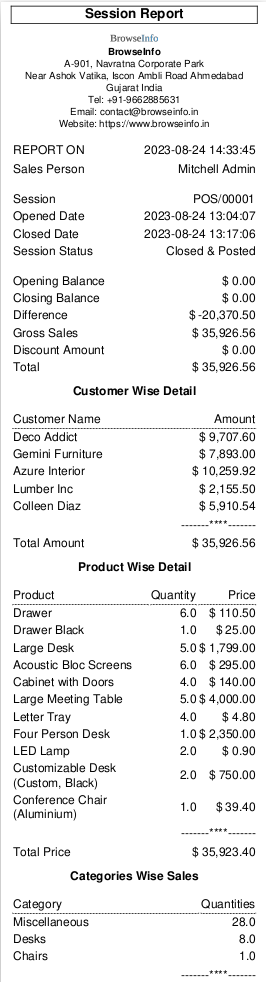 Session Report
BrowseInfo
BrowseInfo
A-901, Navratna Corporate Park
Near Ashok Vatika, Iscon Ambli Road Ahmedabad
Gujarat India
Tel: +91-9662885631
Email: contact@browseinfo.in
Website: https://www.browseinfo.in
REPORT ON 2023-08-24 14:33:45
Sales Person Mitchell Admin
Session POS/00001
Opened Date 2023-08-24 13:04:07
Closed Date 2023-08-24 13:17:06
Session Status Closed & Posted
Opening Balance $ 0.00
Closing Balance $ 0.00
Difference $ -20,370.50
Gross Sales $ 35,926.56
Discount Amount $ 0.00
Total $ 35,926.56
Customer Wise Detail
Customer Name Amount
Deco Addict $ 9,707.60
Gemini Furniture $ 7,893.00
Azure Interior $ 10,259.92
Lumber Inc $ 2,155.50
Colleen Diaz $ 5,910.54
-------****-------
Total Amount $ 35,926.56
Product Wise Detail
Product Quantity Price
Drawer 6.0 $ 110.50
Drawer Black 1.0 $ 25.00
Large Desk 5.0 $ 1,799.00
Acoustic Bloc Screens 6.0 $ 295.00
Cabinet with Doors 4.0 $ 140.00
Large Meeting Table 5.0 $ 4,000.00
Letter Tray 4.0 $ 4.80
Four Person Desk 1.0 $ 2,350.00
LED Lamp 2.0 $ 0.90
Customizable Desk
(Custom, Black) 2.0 $ 750.00
Conference Chair
(Aluminium) 1.0 $ 39.40
-------****-------
Total Price $ 35,923.40
Categories Wise Sales
Category Quantities
Miscellaneous 28.0
Desks 8.0
Chairs 1.0
-------****-------